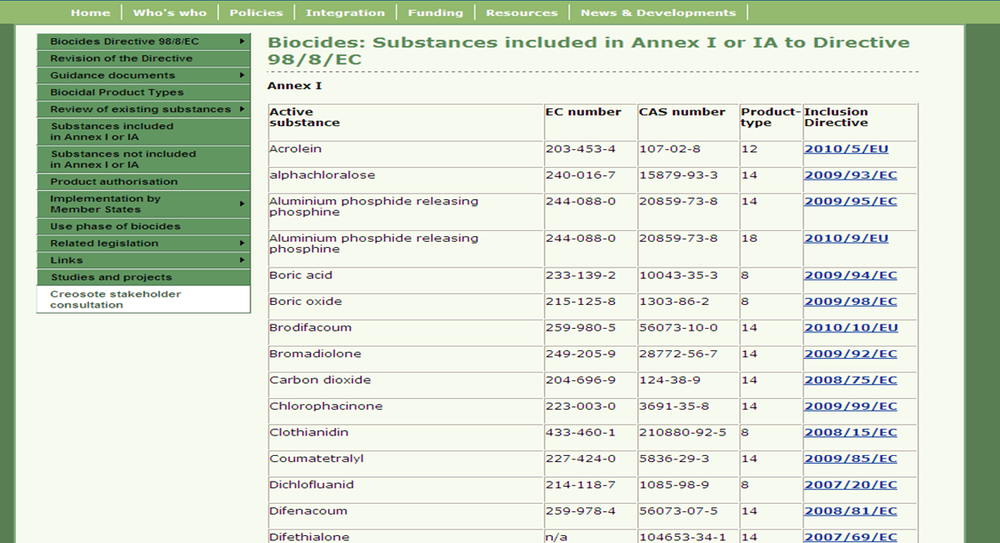 Home Who's who Policies Integration Funding Resources News & Developments
Biocides Directive 98/8/EC
Revision of the Directive
Guidance documents
Biocidal Product Types
Review of existing substances
Substances included
in Annex I or IA
Substances not included
in Annex I or IA
Product authorisation
Implementation by
Member States
Use phase of biocides
Related legislation
Links
Studies and projects
Creosote stakeholder
consultation
Biocides: Substances included in Annex I or IA to Directive
98/8/EC
Annex I
Active EC number CAS number Product- Inclusion
substance type Directive
Acrolein 203-453-4 107-02-8 12 2010/5/EU
alphachloralose 240-016-7 15879-93-3 14 2009/93/EC
Aluminium phosphide releasing 244-088-0 20859-73-8 14 2009/95/EC
phosphine
Aluminium phosphide releasing 244-088-0 20859-73-8 18 2010/9/EU
phosphine
Boric acid 233-139-2 10043-35-3 8 2009/94/EC
Boric oxide 215-125-8 1303-86-2 8 2009/98/EC
Brodifacoum 259-980-5 56073-10-0 14 2010/10/EU
Bromadiolone 249-205-9 28772-56-7 14 2009/92/EC
Carbon dioxide 204-696-9 124-38-9 14 2008/75/EC
Chlorophacinone 223-003-0 3691-35-8 14 2009/99/EC
Clothianidin 433-460-1 210880-92-5 8 2008/15/EC
Coumatetralyl 227-424-0 5836-29-3 14 2009/85/EC
Dichlofluanid 214-118-7 1085-98-9 8 2007/20/EC
Difenacoum 259-978-4 56073-07-5 14 2008/81/EC
Difethialone n/a 104653-34-1 14 2007/69/EC